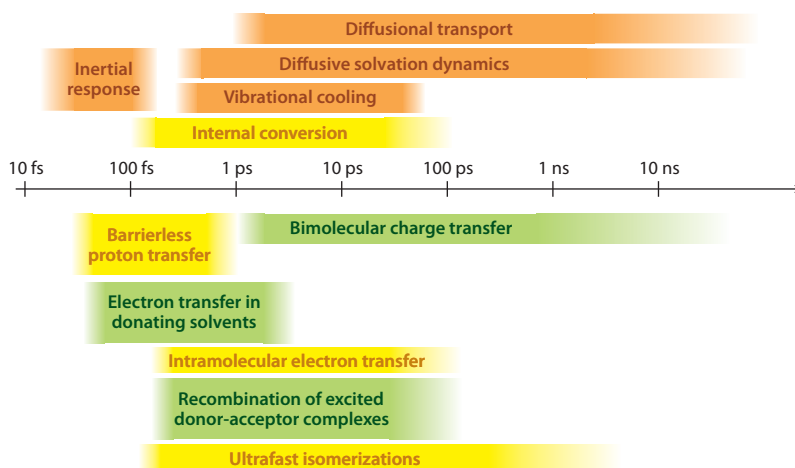 Diffusional transport
Inertial
response
Diffusive solvation dynamics
Vibrational cooling
Internal conversion
10 fs 100 fs 1 ps 10 ps 100 ps 1 ns 10 ns
Barrierless
proton transfer
Bimolecular charge transfer
Electron transfer in
donating solvents
Intramolecular electron transfer
Recombination of excited
donor-acceptor complexes
Ultrafast isomerizations